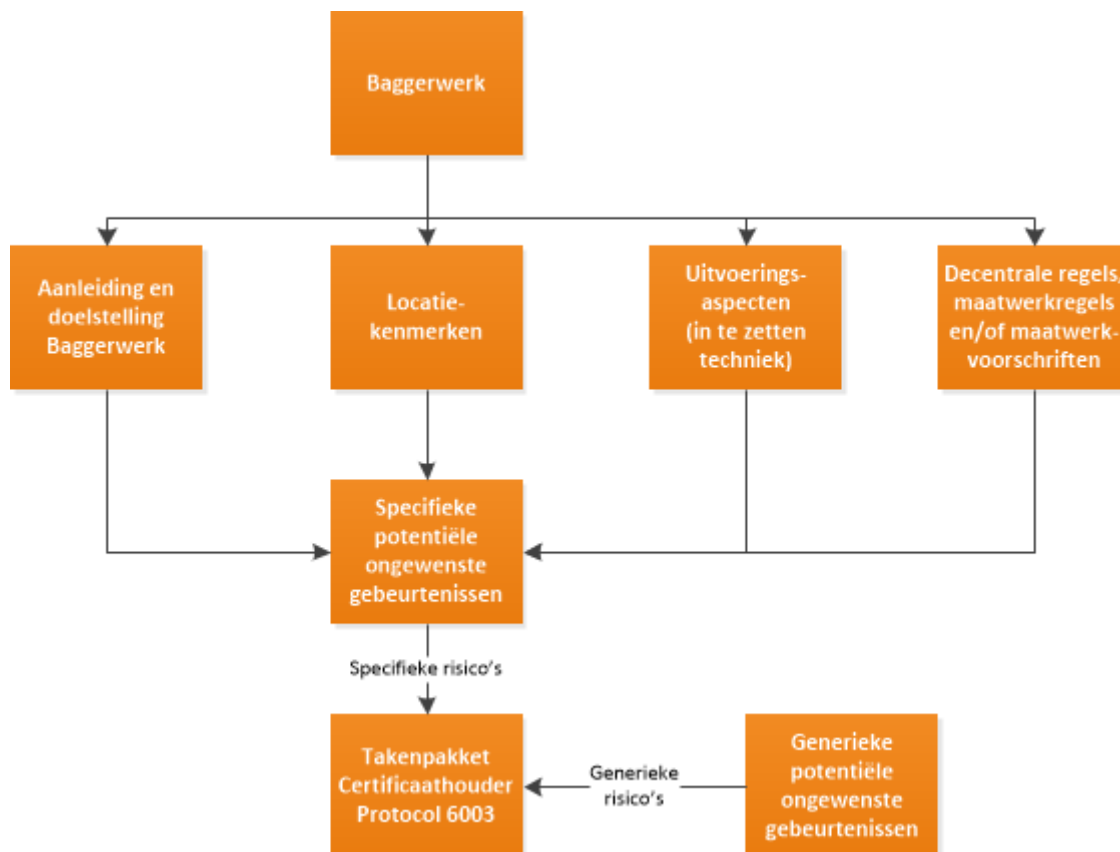 Baggerwerk
Aanleiding en
doelstelling
Baggerwerk
Locatie-
kenmerken
Uitvoerings-
aspecten
(in te zetten
techniek)
Decentrale regels,
maatwerkregels
en/of maatwerk-
voorschriften
Specifieke
potentiële
ongewenste
gebeurtenissen
Specifieke risico's
Takenpakket
Certificaathouder
Protocol 6003
Generieke
risico's
Generieke
potentiële
ongewenste
gebeurtenissen